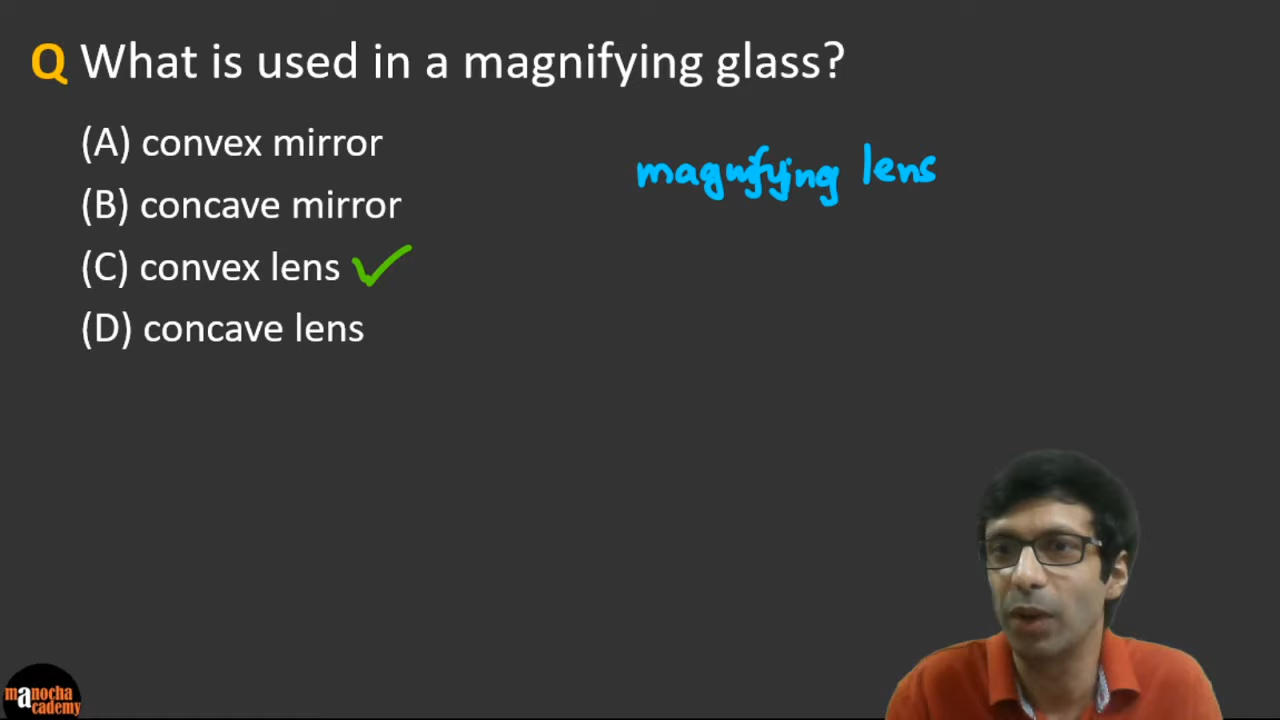 Q What is used in a magnifying glass?
(A) convex mirror
magnifying lens
(B) concave mirror
(C) convex lens
(D) concave lens
manocha
academy